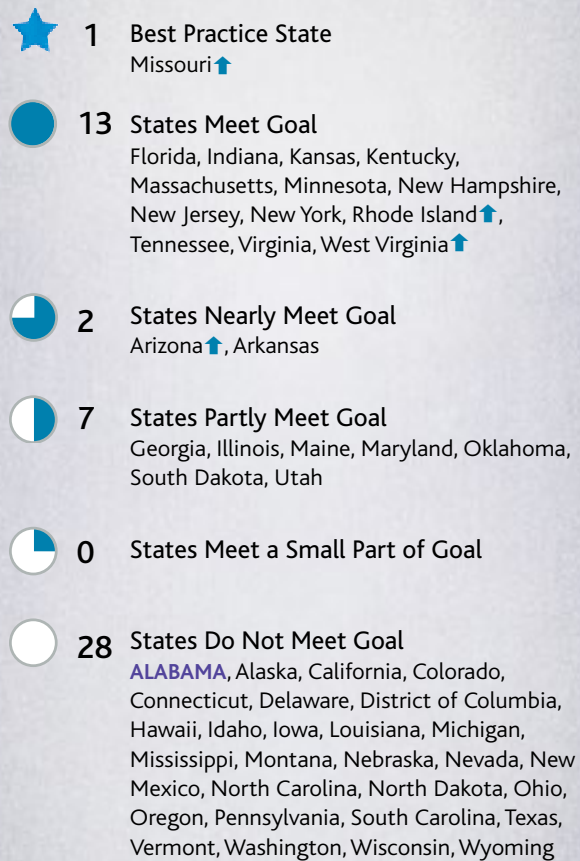 1 Best Practice State
Missouri
13 States Meet Goal
Florida, Indiana, Kansas, Kentucky,
Massachusetts, Minnesota, New Hampshire,
New Jersey, New York, Rhode Island,
Tennessee, Virginia, West Virginia
2 States Nearly Meet Goal
Arizona, Arkansas
7 States Partly Meet Goal
Georgia, Illinois, Maine, Maryland, Oklahoma,
South Dakota, Utah
0 States Meet a Small Part of Goal
28 States Do Not Meet Goal
ALABAMA, Alaska, California, Colorado,
Connecticut, Delaware, District of Columbia,
Hawaii, Idaho, Iowa, Louisiana, Michigan,
Mississippi, Montana, Nebraska, Nevada, New
Mexico, North Carolina, North Dakota, Ohio,
Oregon, Pennsylvania, South Carolina, Texas,
Vermont, Washington, Wisconsin, Wyoming